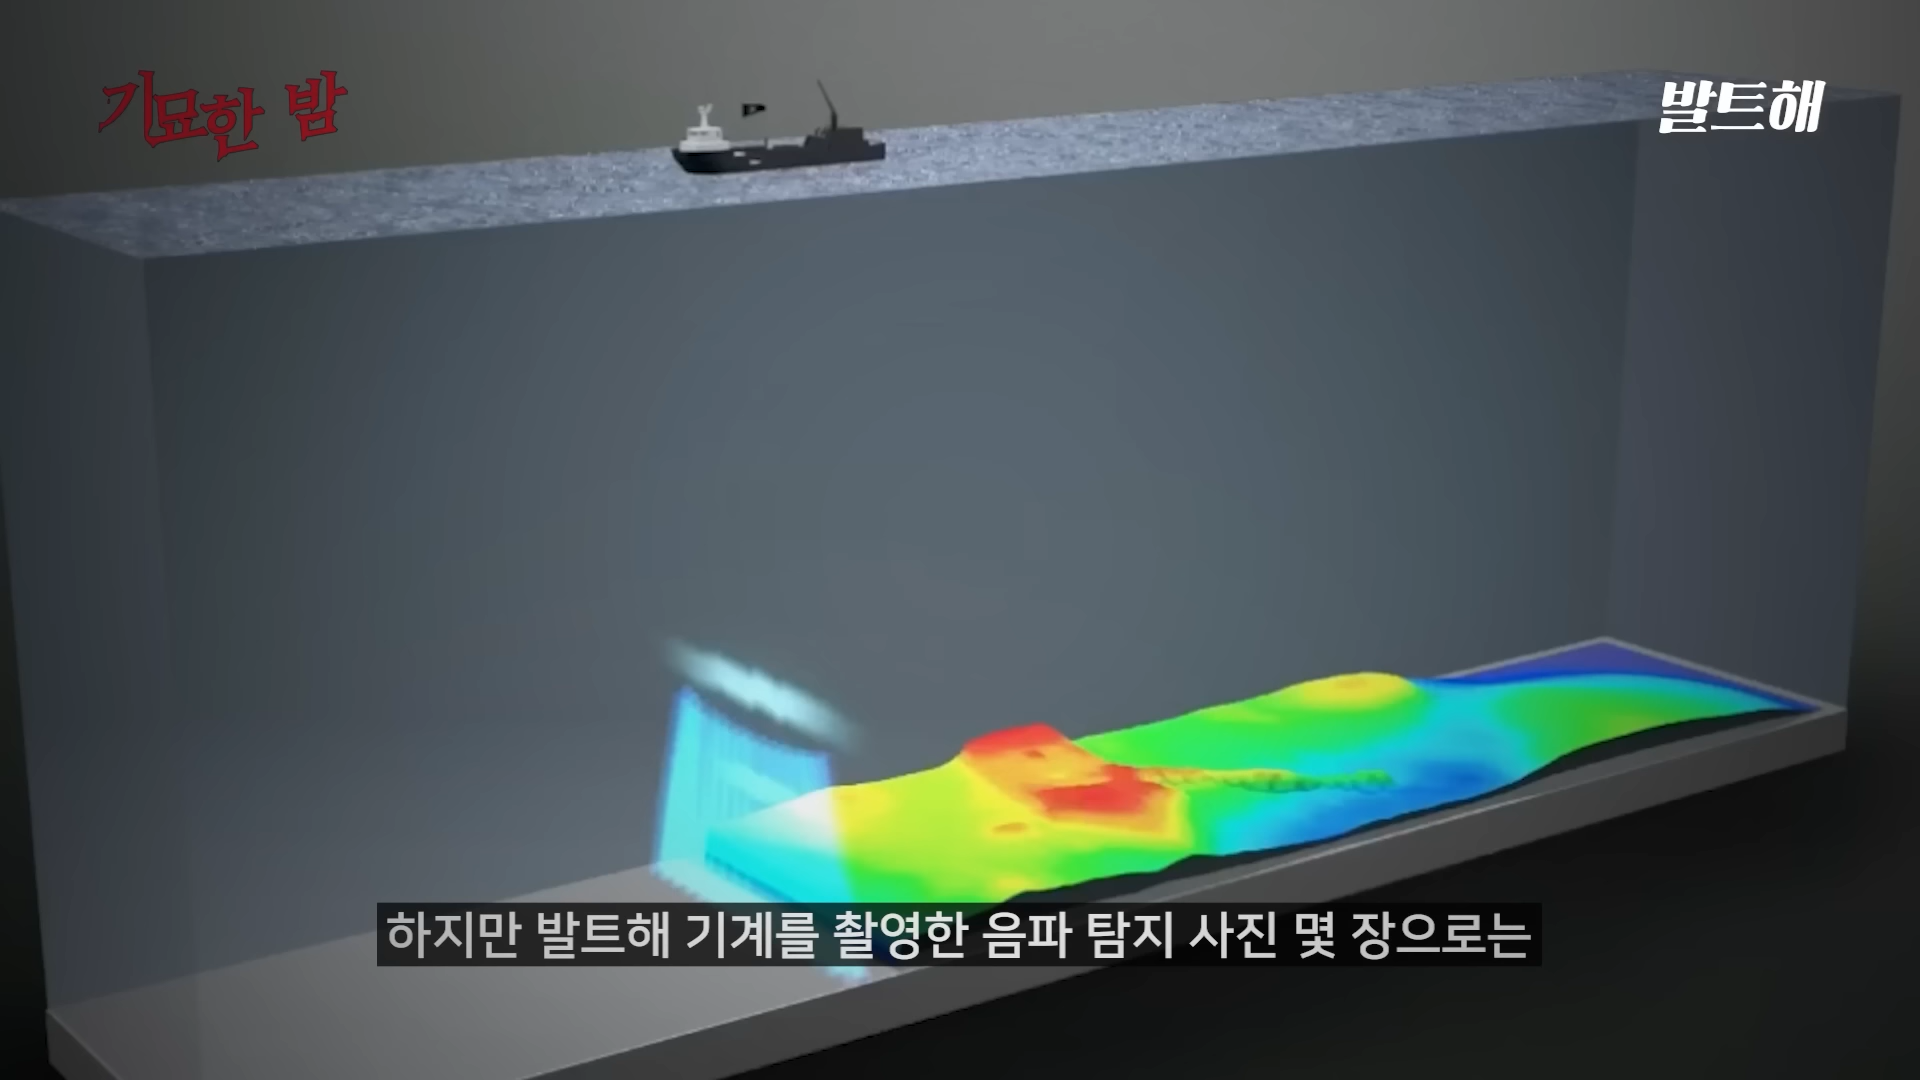 기묘한 밤
발트해
하지만 발트해 기계를 촬영한 음파 탐지 사진 몇 장으로는